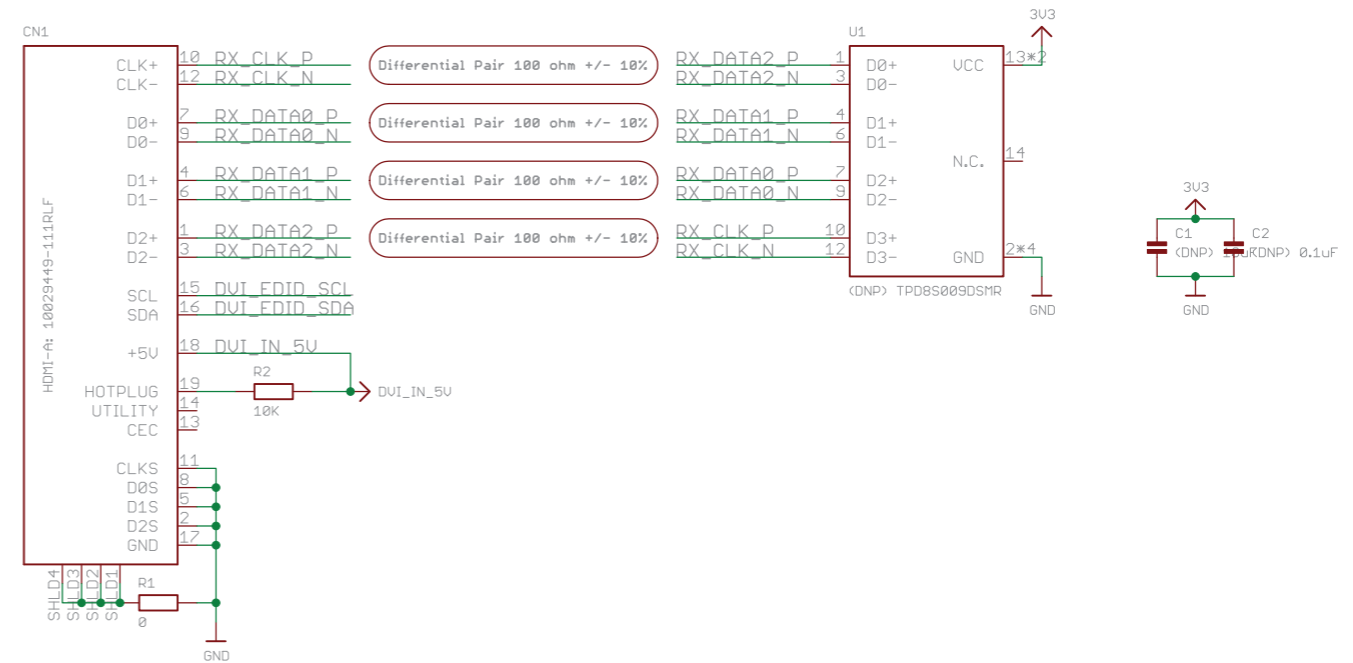 CN1
HDMI-A: 10029449-111RLF
CLK+ 10 RX_CLK_P
CLK- 12 RX_CLK_N
D0+ 7 RX_DATA0_P
D0- 9 RX_DATA0_N
D1+ 4 RX_DATA1_P
D1- 6 RX_DATA1_N
D2+ 1 RX_DATA2_P
D2- 3 RX_DATA2_N
SCL 15 DVI_EDID_SCL
SDA 16 DVI_EDID_SDA
+5V 18 DVI_IN_5V
HOTPLUG 19
R2
10K
DVI_IN_5V
UTILITY 14
CEC 13
CLKS 11
D0S 8
D1S 5
D2S 2
GND 17
SHLD4
SHLD3
SHLD2
SHLD1
R1
0
GND
Differential Pair 100 ohm +/- 10%
Differential Pair 100 ohm +/- 10%
Differential Pair 100 ohm +/- 10%
Differential Pair 100 ohm +/- 10%
U1
3V3
RX_DATA2_P 1 D0+
RX_DATA2_N 3 D0-
RX_DATA1_P 4 D1+
RX_DATA1_N 6 D1-
RX_DATA0_P 7 D2+
RX_DATA0_N 9 D2-
RX_CLK_P 10 D3+
RX_CLK_N 12 D3-
VCC 13*2
N.C. 14
GND 2*4
(DNP) TPD8S009DSMR
GND
3V3
C1
(DNP)
C2
(DNP) 0.1uF
GND